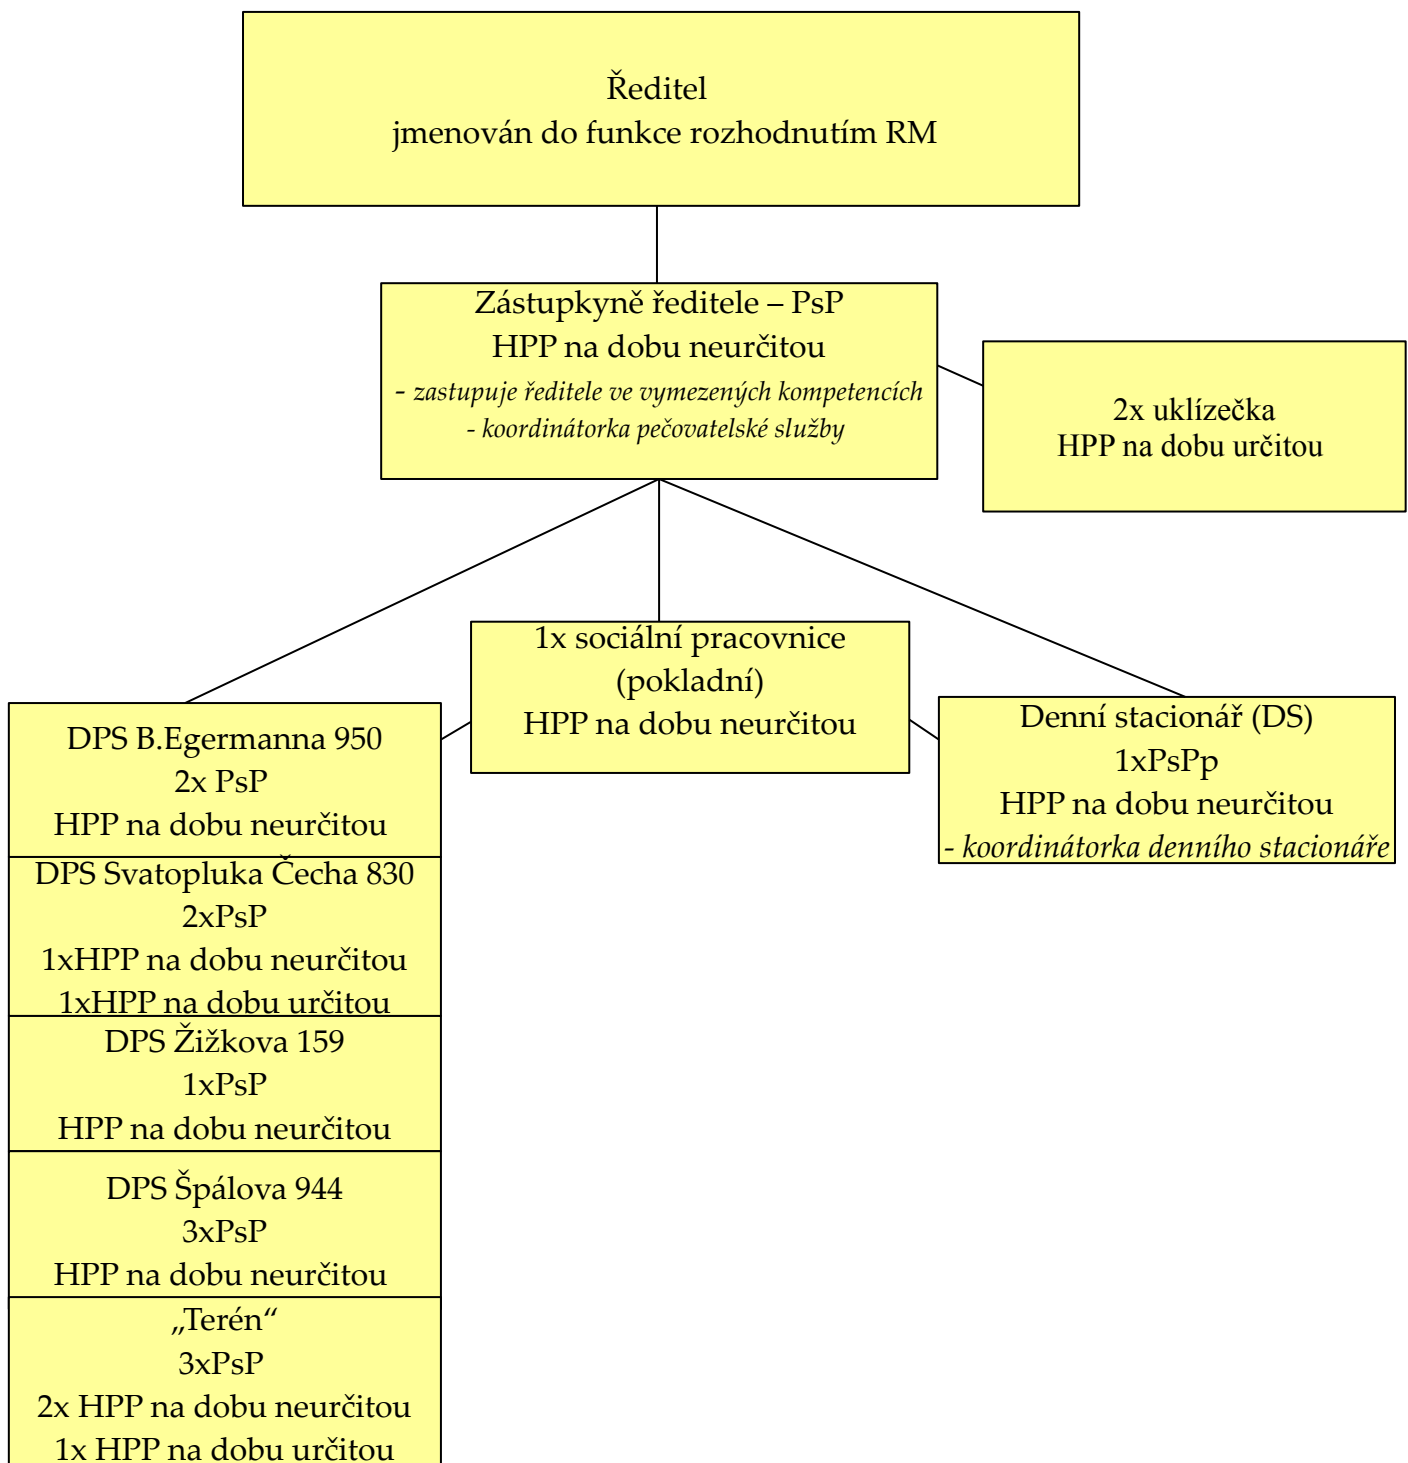 Ředitel
jmenován do funkce rozhodnutím RM
Zástupkyně ředitele – PsP
HPP na dobu neurčitou
- zastupuje ředitele ve vymezených kompetencích
- koordinátorka pečovatelské služby
2x uklízečka
HPP na dobu určitou
1x sociální pracovnice
(pokladní)
HPP na dobu neurčitou
DPS B.Egermanna 950
2x PsP
HPP na dobu neurčitou
DPS Svatopluka Čecha 830
2xPsP
1xHPP na dobu neurčitou
1xHPP na dobu určitou
DPS Žižkova 159
1xPsP
HPP na dobu neurčitou
DPS Špálova 944
3xPsP
HPP na dobu neurčitou
„Terén“
3xPsP
2x HPP na dobu neurčitou
1x HPP na dobu určitou
Denní stacionář (DS)
1xPsPp
HPP na dobu neurčitou
- koordinátorka denního stacionáře